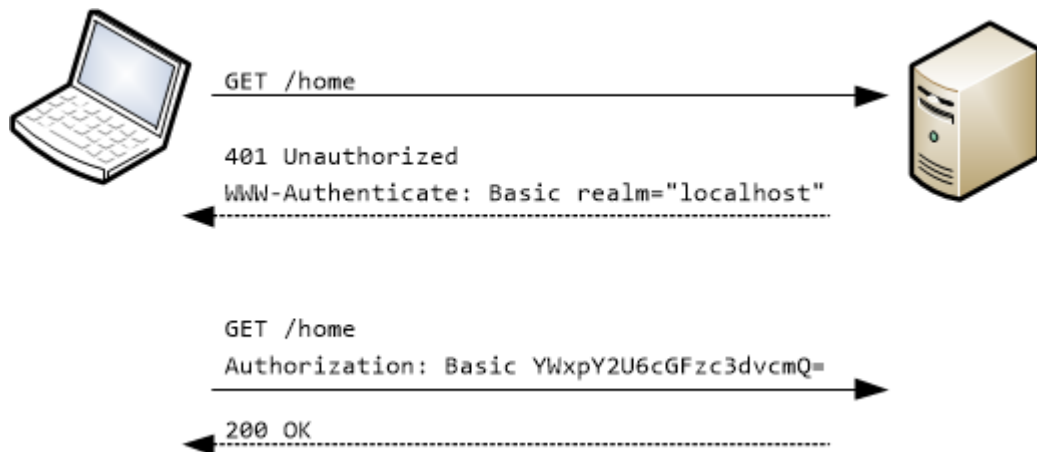 GET /home
401 Unauthorized
WWW-Authenticate: Basic realm="localhost"
GET /home
Authorization: Basic YWxpY2U6cGFzc3dvcmQ=
200 OK